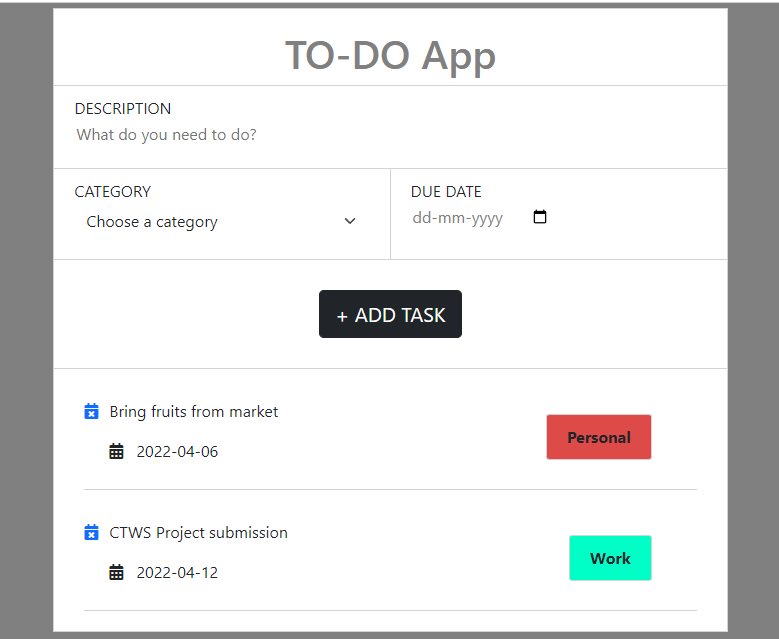 TO-DO App
DESCRIPTION
What do you need to do?
CATEGORY
Choose a category
DUE DATE
dd-mm-yyyy
+ ADD TASK
Bring fruits from market
2022-04-06
Personal
CTWS Project submission
2022-04-12
Work